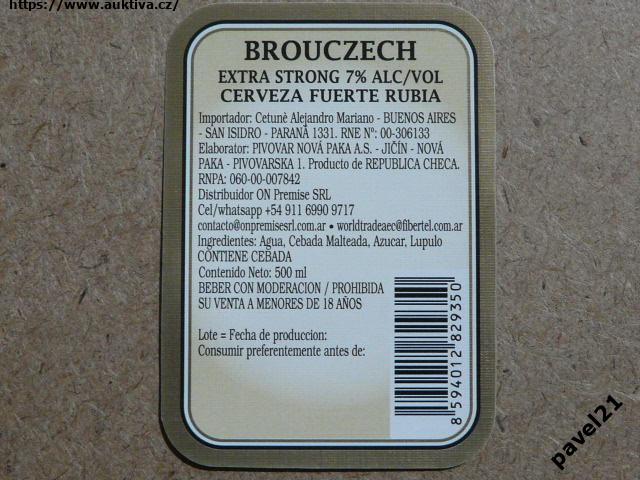 https://www.auktiva.cz/
BROUCZECH
EXTRA STRONG 7% ALC/VOL
CERVEZA FUERTE RUBIA
Importador: Cetunè Alejandro Mariano - BUENOS AIRES
- SAN ISIDRO - PARANÀ 1331. RNE Nº: 00-306133
Elaborator: PIVOVAR NOVÁ PAKA A.S. - JIČÍN - NOVÁ
PAKA - PIVOVARSKA 1. Producto de REPUBLICA CHECA.
RNPA: 060-00-007842
Distribuidor ON Premise SRL
Cel/whatsapp +54 911 6990 9717
contacto@onpremisesrl.com.ar • worldtradeaec@fibertel.com.ar
Ingredientes: Agua, Cebada Malteada, Azucar, Lupulo
CONTIENE CEBADA
Contenido Neto: 500 ml
BEBER CON MODERACION / PROHIBIDA
SU VENTA A MENORES DE 18 AÑOS
Lote = Fecha de produccion:
Consumir preferentemente antes de:
8 594012 829350
pavel21